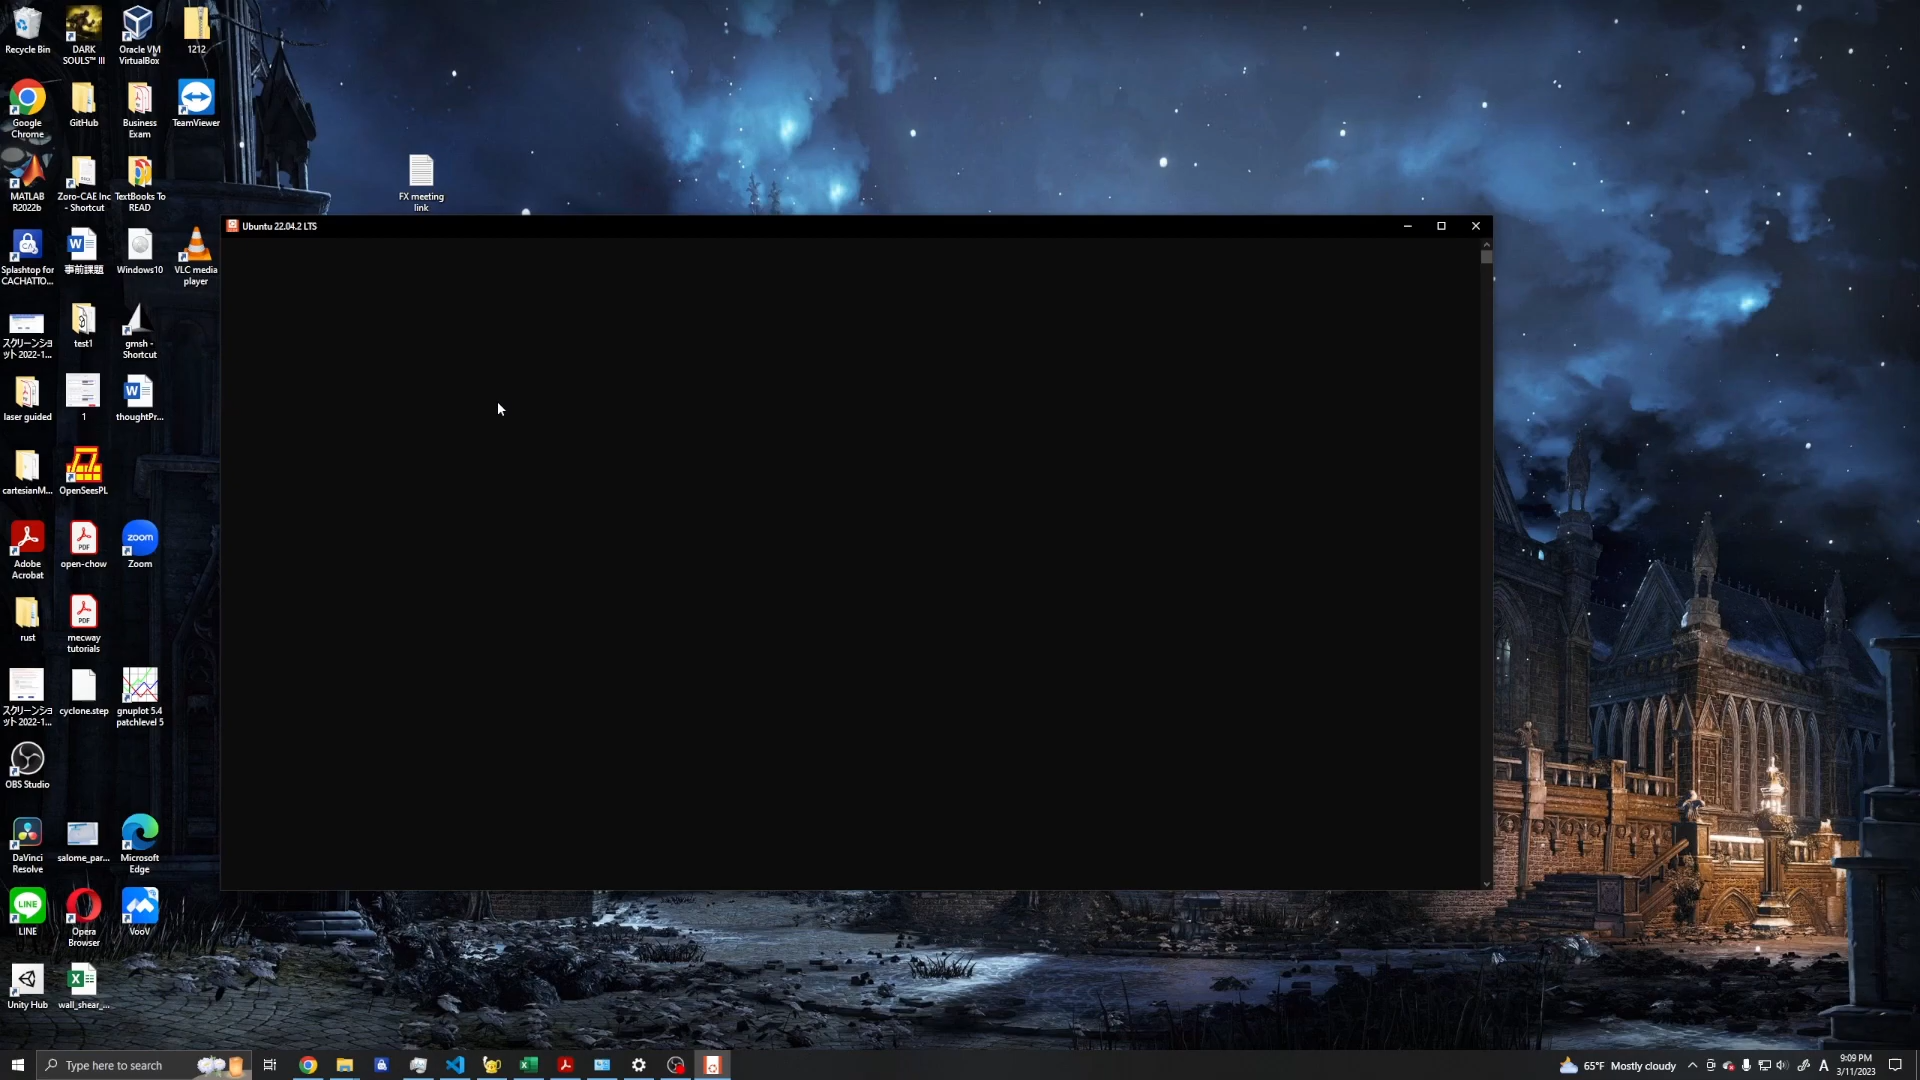 Recycle Bin
DARK
SOULS™ III
Oracle VM
VirtualBox
1212
Google
Chrome
GitHub
Business
Exam
TeamViewer
MATLAB
R2022b
Zoro-CAE Inc
- Shortcut
TextBooks To
READ
FX meeting
link
Splashtop for
CACHATTO...
事前課題
Windows10
VLC media
player
Ubuntu 22.04.2 LTS
スクリーンショ
ット 2022-1...
test1
gmsh -
Shortcut
laser guided
1
thoughtPr...
cartesianM...
OpenSeesPL
Adobe
Acrobat
PDF
open-chow
zoom
Zoom
rust
PDF
mecway
tutorials
スクリーンショ
ット 2022-1...
cyclone.step
gnuplot 5.4
patchlevel 5
OBS Studio
DaVinci
Resolve
salome_par...
Microsoft
Edge
LINE
LINE
Opera
Browser
VooV
Unity Hub
wall_shear_...
Type here to search
65°F Mostly cloudy
A
9:09 PM
3/11/2023